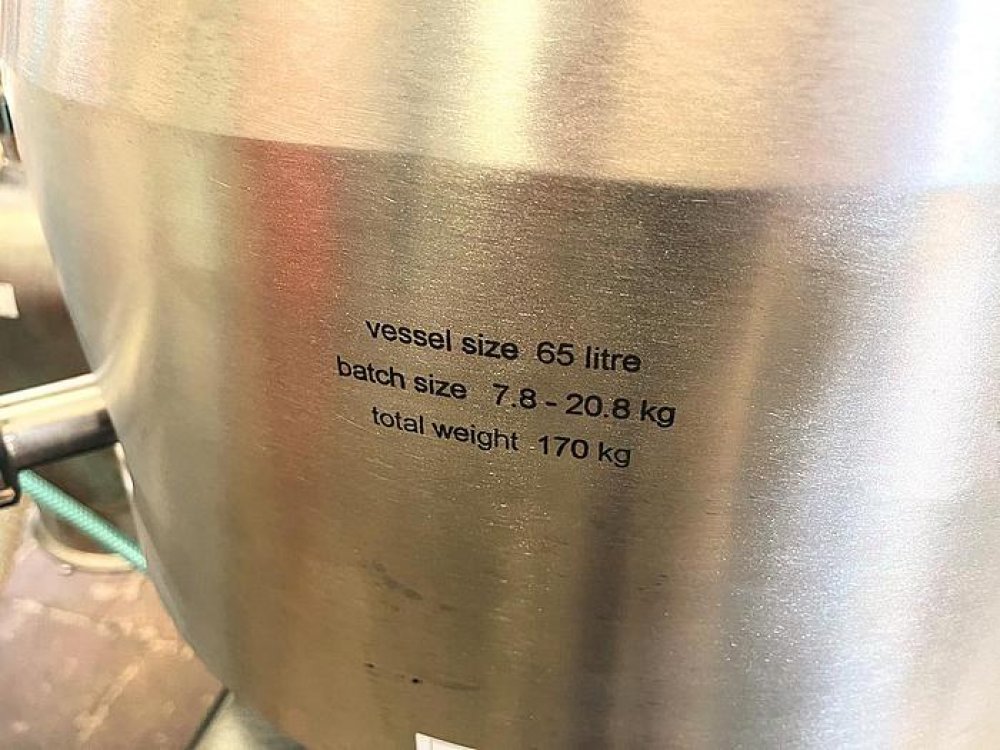 vessel size 65 litre
batch size 7.8 - 20.8 kg
total weight 170 kg